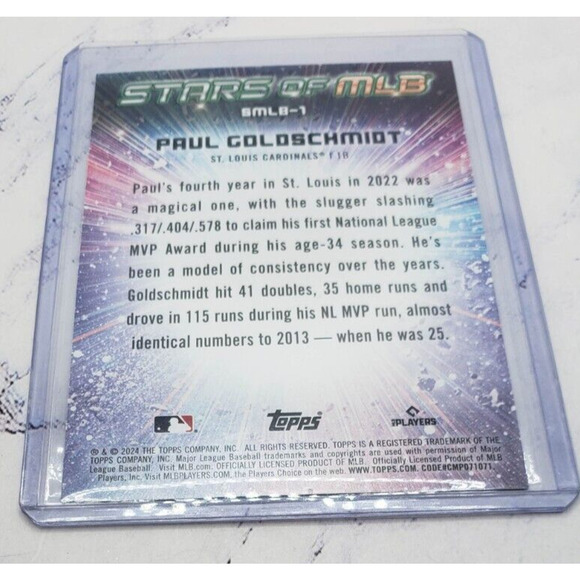 STARS OF MLB
SMLB-1
PAUL GOLDSCHMIDT
ST. LOUIS CARDINALS® / 1B
Paul's fourth year in St. Louis in 2022 was
a magical one, with the slugger slashing
.317/.404/.578 to claim his first National League
MVP Award during his age-34 season. He's
been a model of consistency over the years.
Goldschmidt hit 41 doubles, 35 home runs and
drove in 115 runs during his NL MVP run, almost
identical numbers to 2013 — when he was 25.
topps
PLAYERS
® & © 2024 THE TOPPS COMPANY, INC. ALL RIGHTS RESERVED. TOPPS IS A REGISTERED TRADEMARK OF THE
TOPPS COMPANY, INC. Major League Baseball trademarks and copyrights are used with permission of Major
League Baseball. Visit MLB.com. OFFICIALLY LICENSED PRODUCT OF MLB. Officially Licensed Product of MLB
Players, Inc. Visit MLBPLAYERS.COM, the Players Choice on the web. WWW.TOPPS.COM. CODE#CMP071071